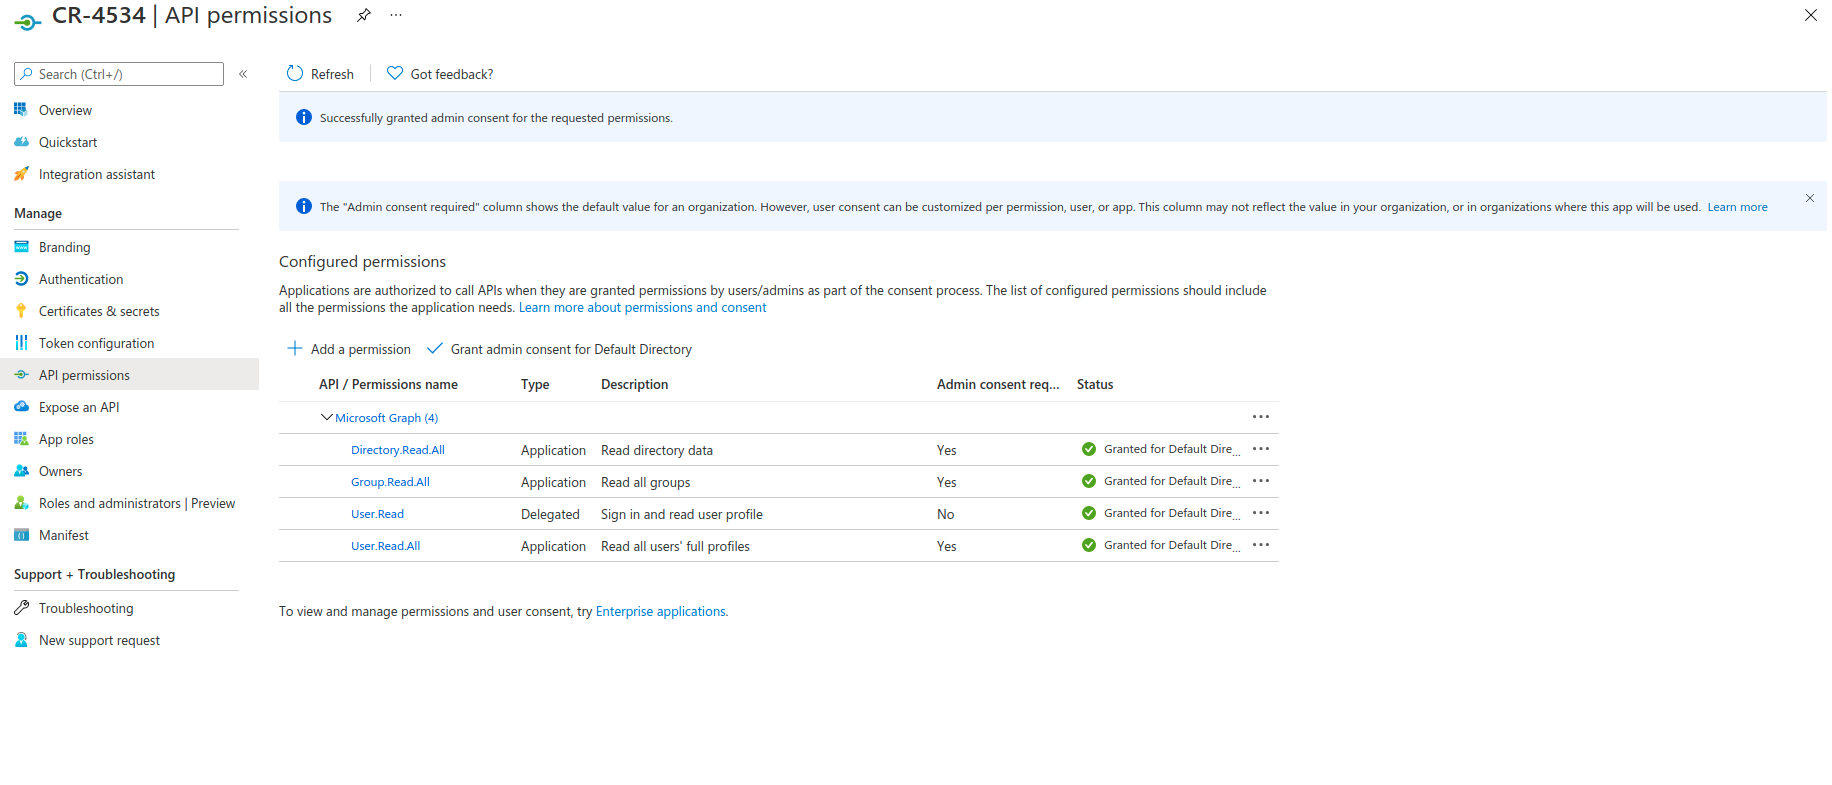 CR-4534 | API permissions
Search (Ctrl+/)
Overview
Quickstart
Integration assistant
Manage
Branding
Authentication
Certificates & secrets
Token configuration
API permissions
Expose an API
App roles
Owners
Roles and administrators | Preview
Manifest
Support + Troubleshooting
Troubleshooting
New support request
Refresh
Got feedback?
Successfully granted admin consent for the requested permissions.
The "Admin consent required" column shows the default value for an organization. However, user consent can be customized per permission, user, or app. This column may not reflect the value in your organization, or in organizations where this app will be used. Learn more
Configured permissions
Applications are authorized to call APIs when they are granted permissions by users/admins as part of the consent process. The list of configured permissions should include
all the permissions the application needs. Learn more about permissions and consent
Add a permission Grant admin consent for Default Directory
API / Permissions name Type Description Admin consent req... Status
Microsoft Graph (4)
Directory.Read.All Application Read directory data Yes Granted for Default Dire...
Group.Read.All Application Read all groups Yes Granted for Default Dire...
User.Read Delegated Sign in and read user profile No Granted for Default Dire...
User.Read.All Application Read all users' full profiles Yes Granted for Default Dire...
To view and manage permissions and user consent, try Enterprise applications.